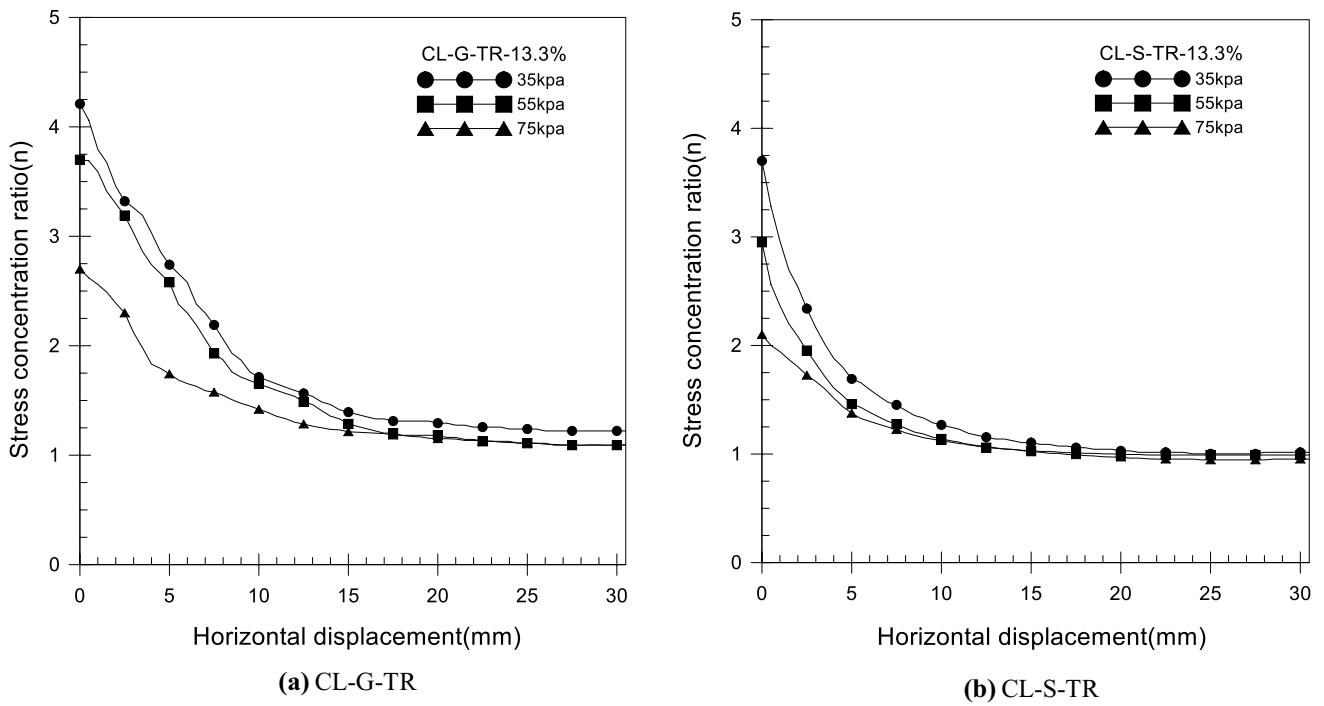 5
4
3
2
1
0
Stress concentration ratio(n)
CL-G-TR-13.3%
35kpa
55kpa
75kpa
0 5 10 15 20 25 30
Horizontal displacement(mm)
(a) CL-G-TR
5
4
3
2
1
0
Stress concentration ratio(n)
CL-S-TR-13.3%
35kpa
55kpa
75kpa
0 5 10 15 20 25 30
Horizontal displacement(mm)
(b) CL-S-TR